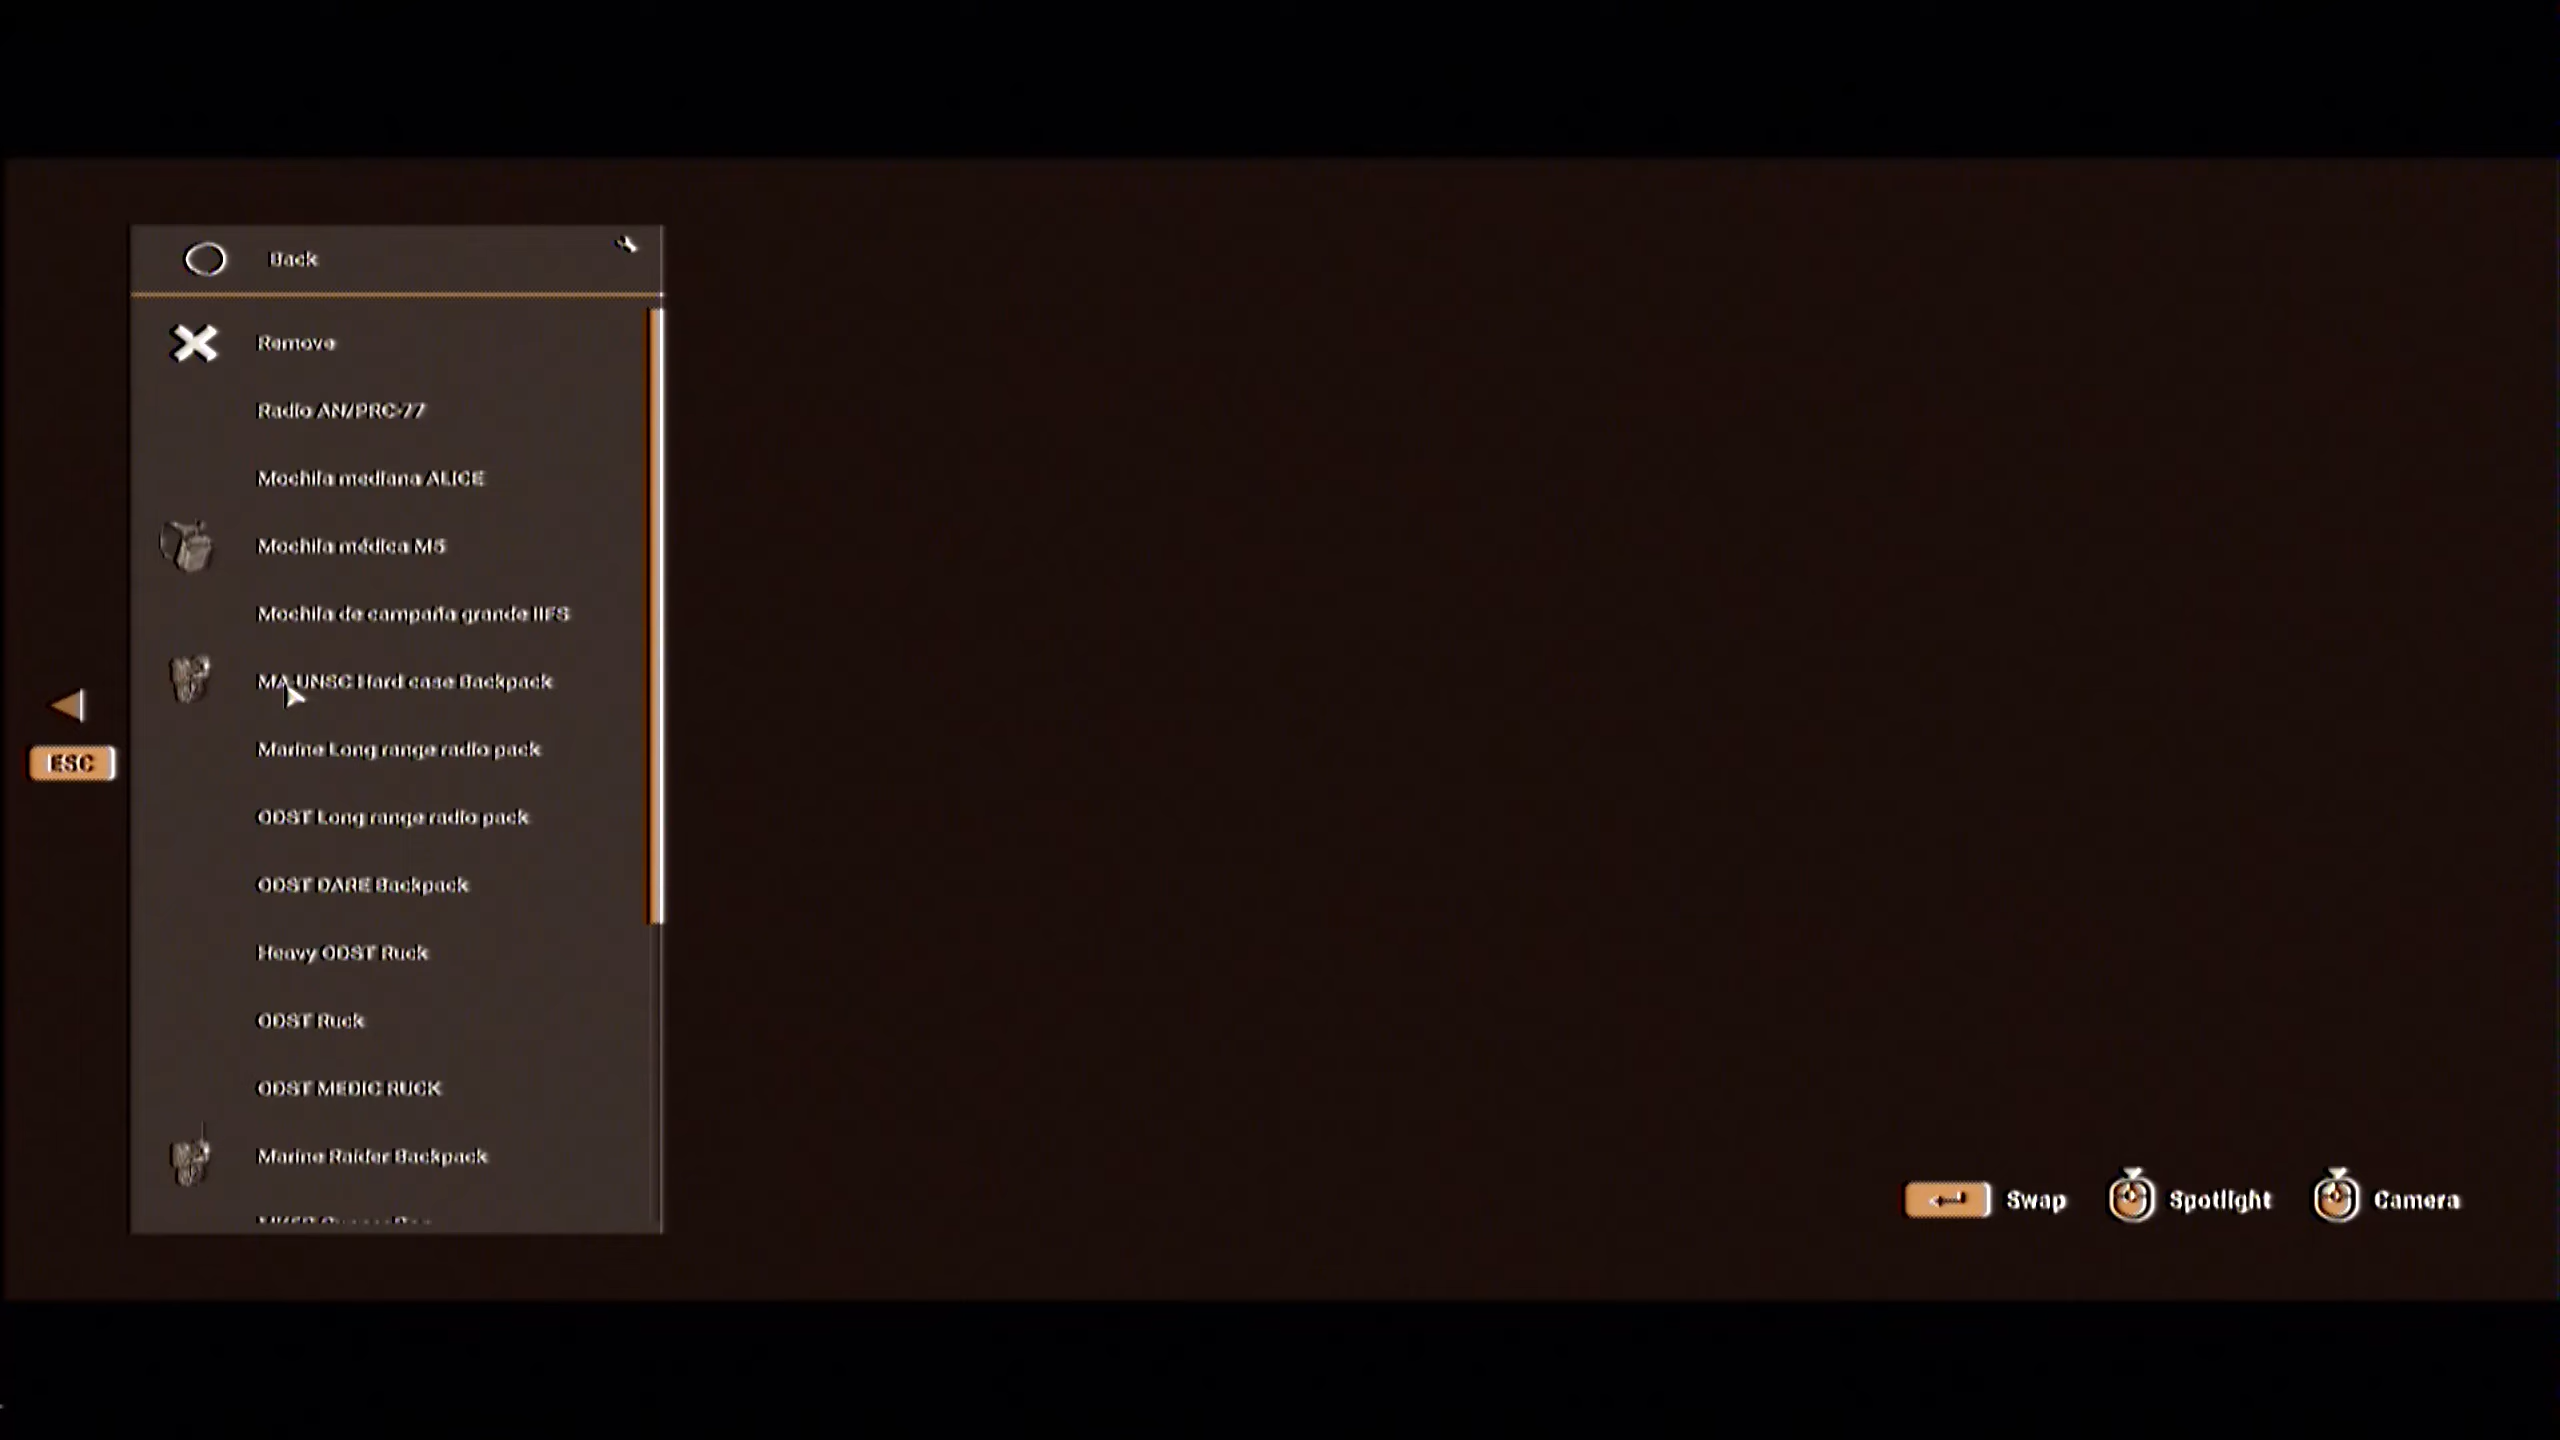 Back
Remove
Radio AN/PRC-77
Mochila mediana ALICE
Mochila médica M5
Mochila de campaña grande IIFS
MA UNSC Hard case Backpack
Marine Long range radio pack
ESC
ODST Long range radio pack
ODST DARE Backpack
Heavy ODST Ruck
ODST Ruck
ODST MEDIC RUCK
Marine Raider Backpack
Swap
Spotlight
Camera